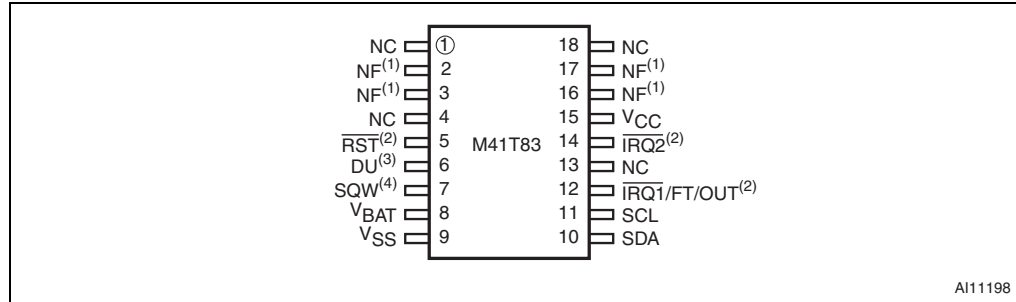 NC 1 18 NC
NF(1) 2 17 NF(1)
NF(1) 3 16 NF(1)
NC 4 15 VCC
RST(2) 5 M41T83 14 IRQ2(2)
DU(3) 6 13 NC
SQW(4) 7 12 IRQ1/FT/OUT(2)
VBAT 8 11 SCL
VSS 9 10 SDA
AI11198